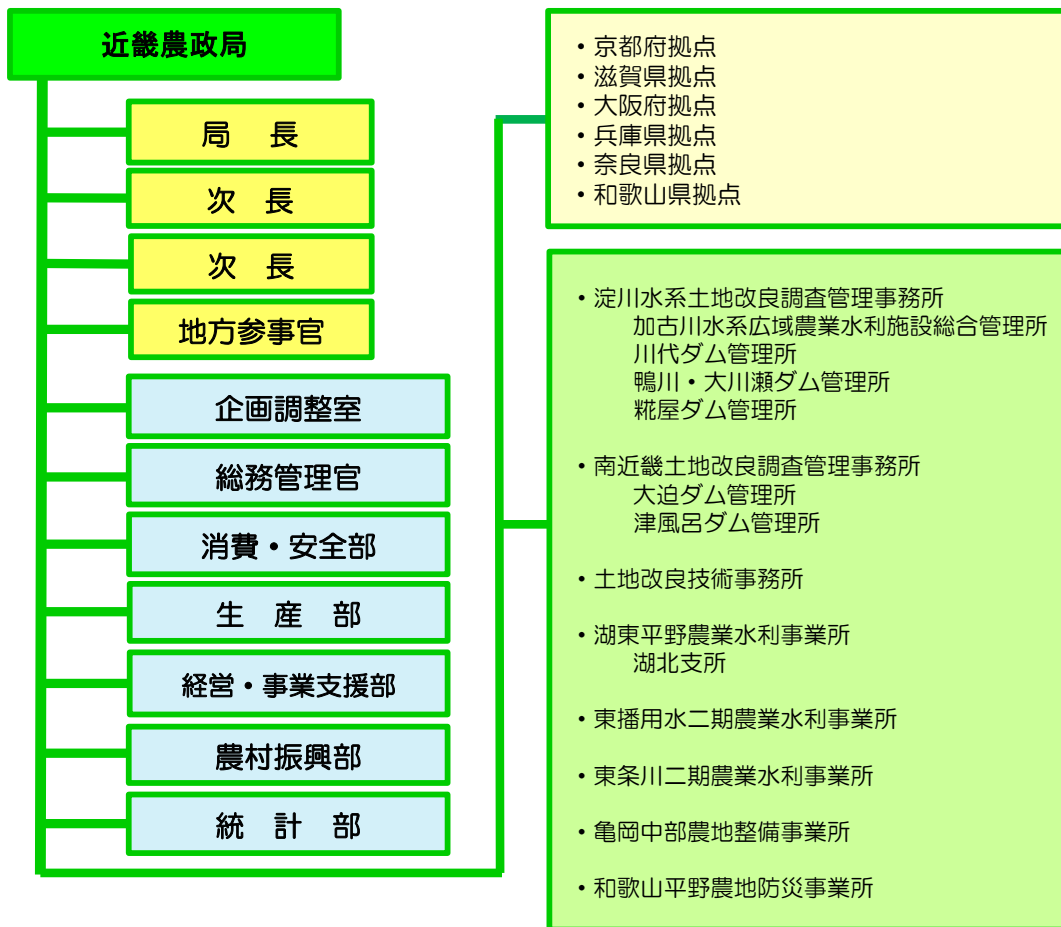 近畿農政局
局　長
次　長
次　長
地方参事官
企画調整室
総務管理官
消費・安全部
生　産　部
経営・事業支援部
農村振興部
統　計　部
・京都府拠点
・滋賀県拠点
・大阪府拠点
・兵庫県拠点
・奈良県拠点
・和歌山県拠点
・淀川水系土地改良調査管理事務所
加古川水系広域農業水利施設総合管理所
川代ダム管理所
鴨川・大川瀬ダム管理所
糀屋ダム管理所
・南近畿土地改良調査管理事務所
大迫ダム管理所
津風呂ダム管理所
・土地改良技術事務所
・湖東平野農業水利事業所
湖北支所
・東播用水二期農業水利事業所
・東条川二期農業水利事業所
・亀岡中部農地整備事業所
・和歌山平野農地防災事業所